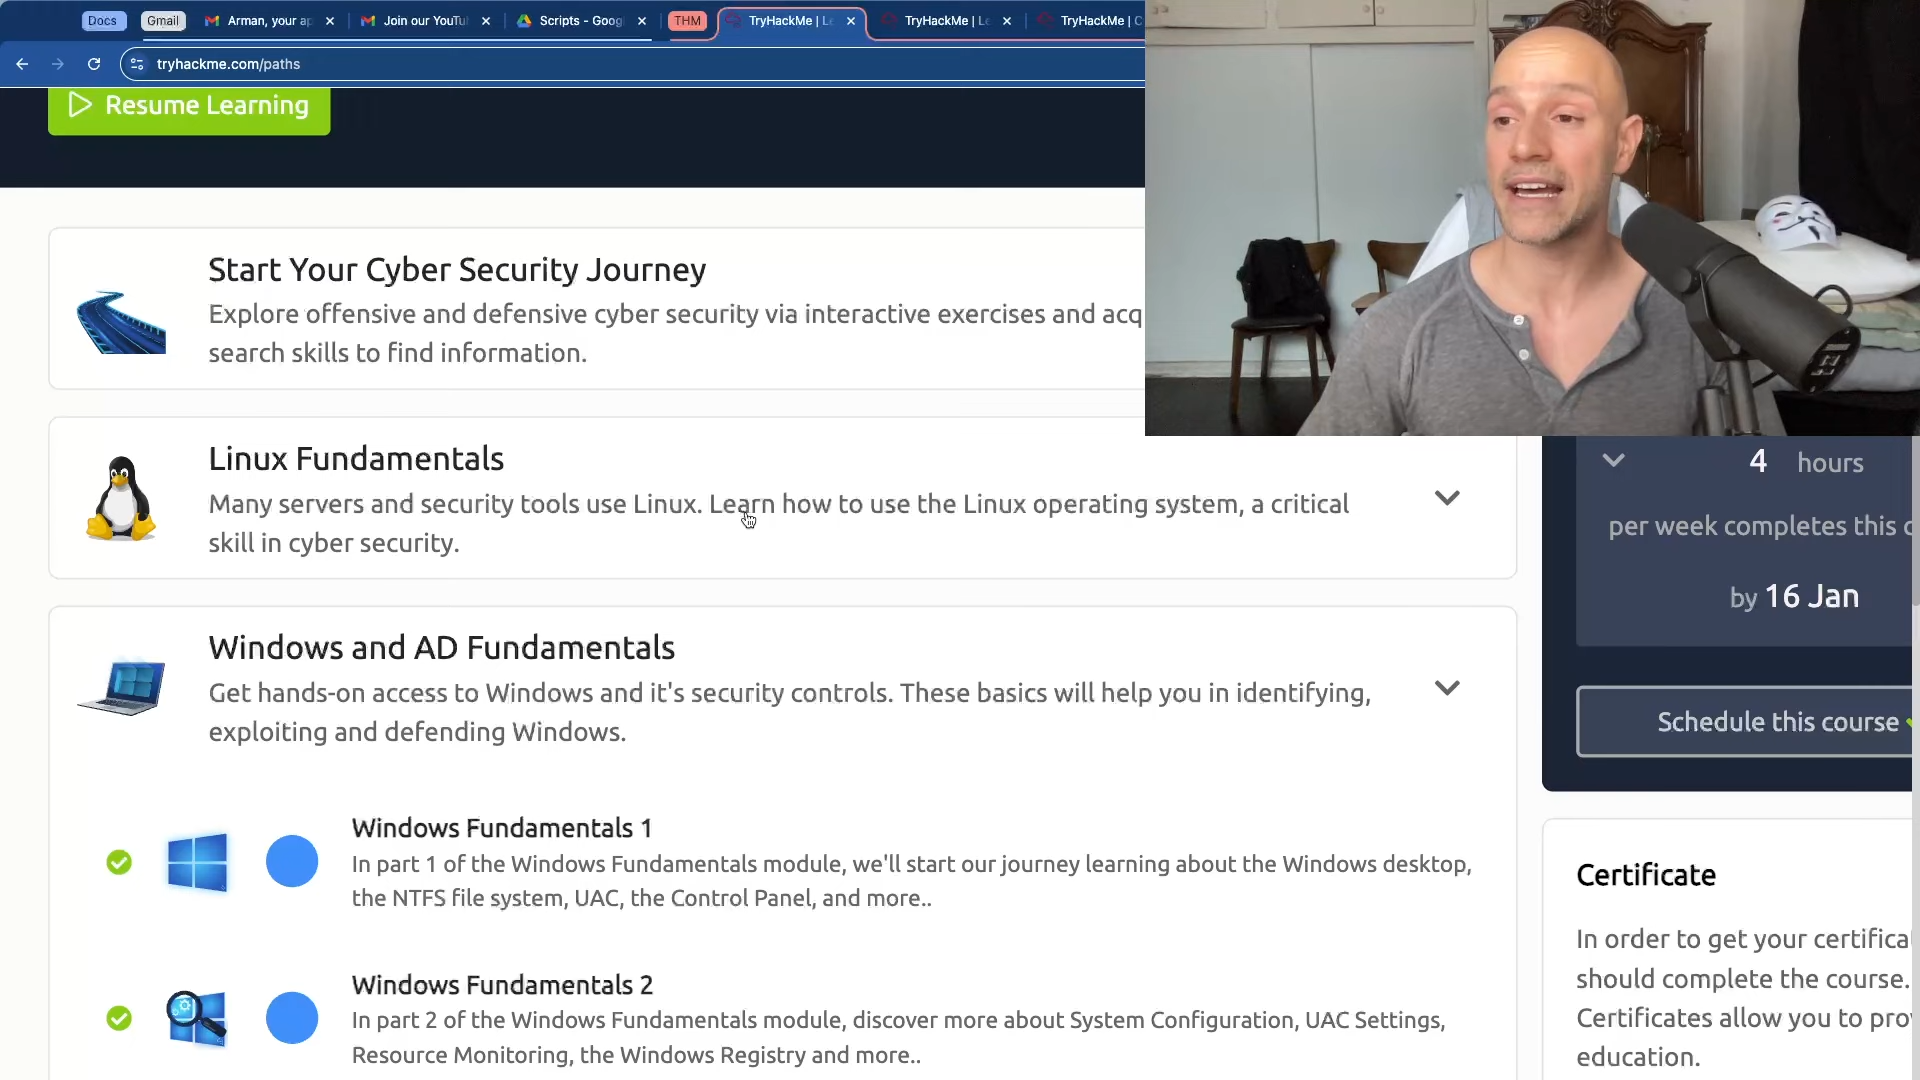 Docs
Gmail
Arman, your ap
Join our YouTu
Scripts - Goog
THM
TryHackMe | Le
TryHackMe | Le
TryHackMe | C
tryhackme.com/paths
Resume Learning
Start Your Cyber Security Journey
Explore offensive and defensive cyber security via interactive exercises and acq
search skills to find information.
Linux Fundamentals
Many servers and security tools use Linux. Learn how to use the Linux operating system, a critical
skill in cyber security.
4 hours
per week completes this c
by 16 Jan
Schedule this course
Windows and AD Fundamentals
Get hands-on access to Windows and it's security controls. These basics will help you in identifying,
exploiting and defending Windows.
Windows Fundamentals 1
In part 1 of the Windows Fundamentals module, we'll start our journey learning about the Windows desktop,
the NTFS file system, UAC, the Control Panel, and more..
Windows Fundamentals 2
In part 2 of the Windows Fundamentals module, discover more about System Configuration, UAC Settings,
Resource Monitoring, the Windows Registry and more..
Certificate
In order to get your certifica
should complete the course.
Certificates allow you to pro
education.